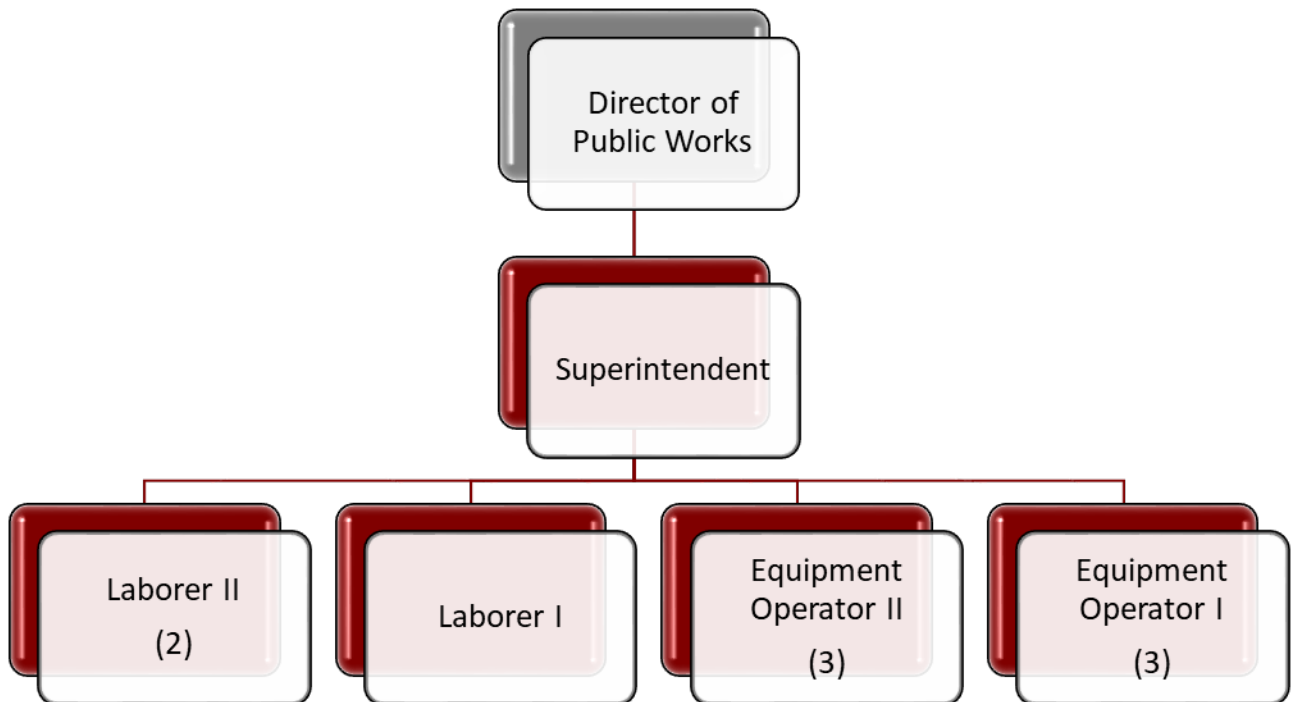 Director of
Public Works
Superintendent
Laborer II
(2)
Laborer I
Equipment
Operator II
(3)
Equipment
Operator I
(3)